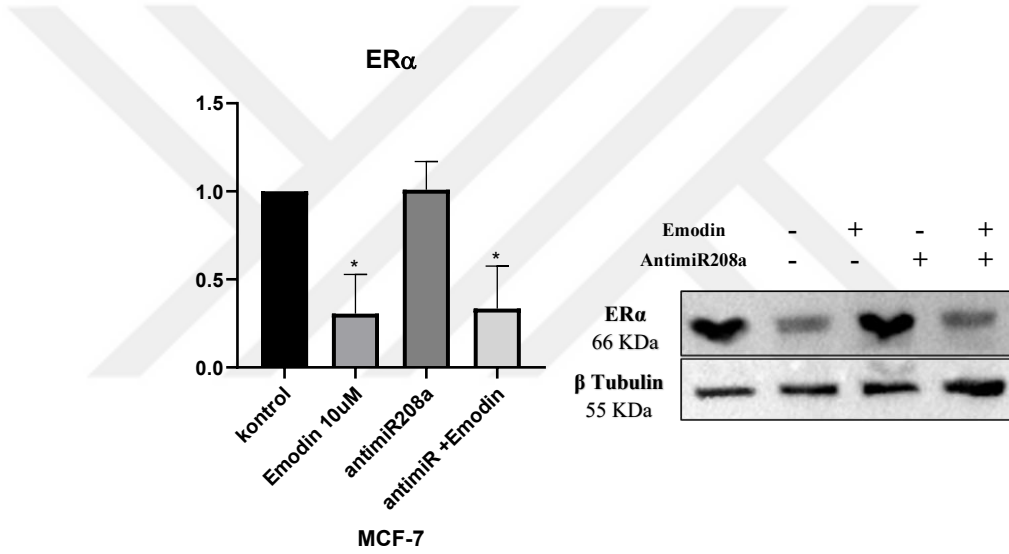 ERα
1.5
1.0
0.5
0.0
*
*
kontrol
Emodin 10uM
antimiR208a
antimiR +Emodin
MCF-7
Emodin - + - +
AntimiR208a - - + +
ERα
66 KDa
β Tubulin
55 KDa